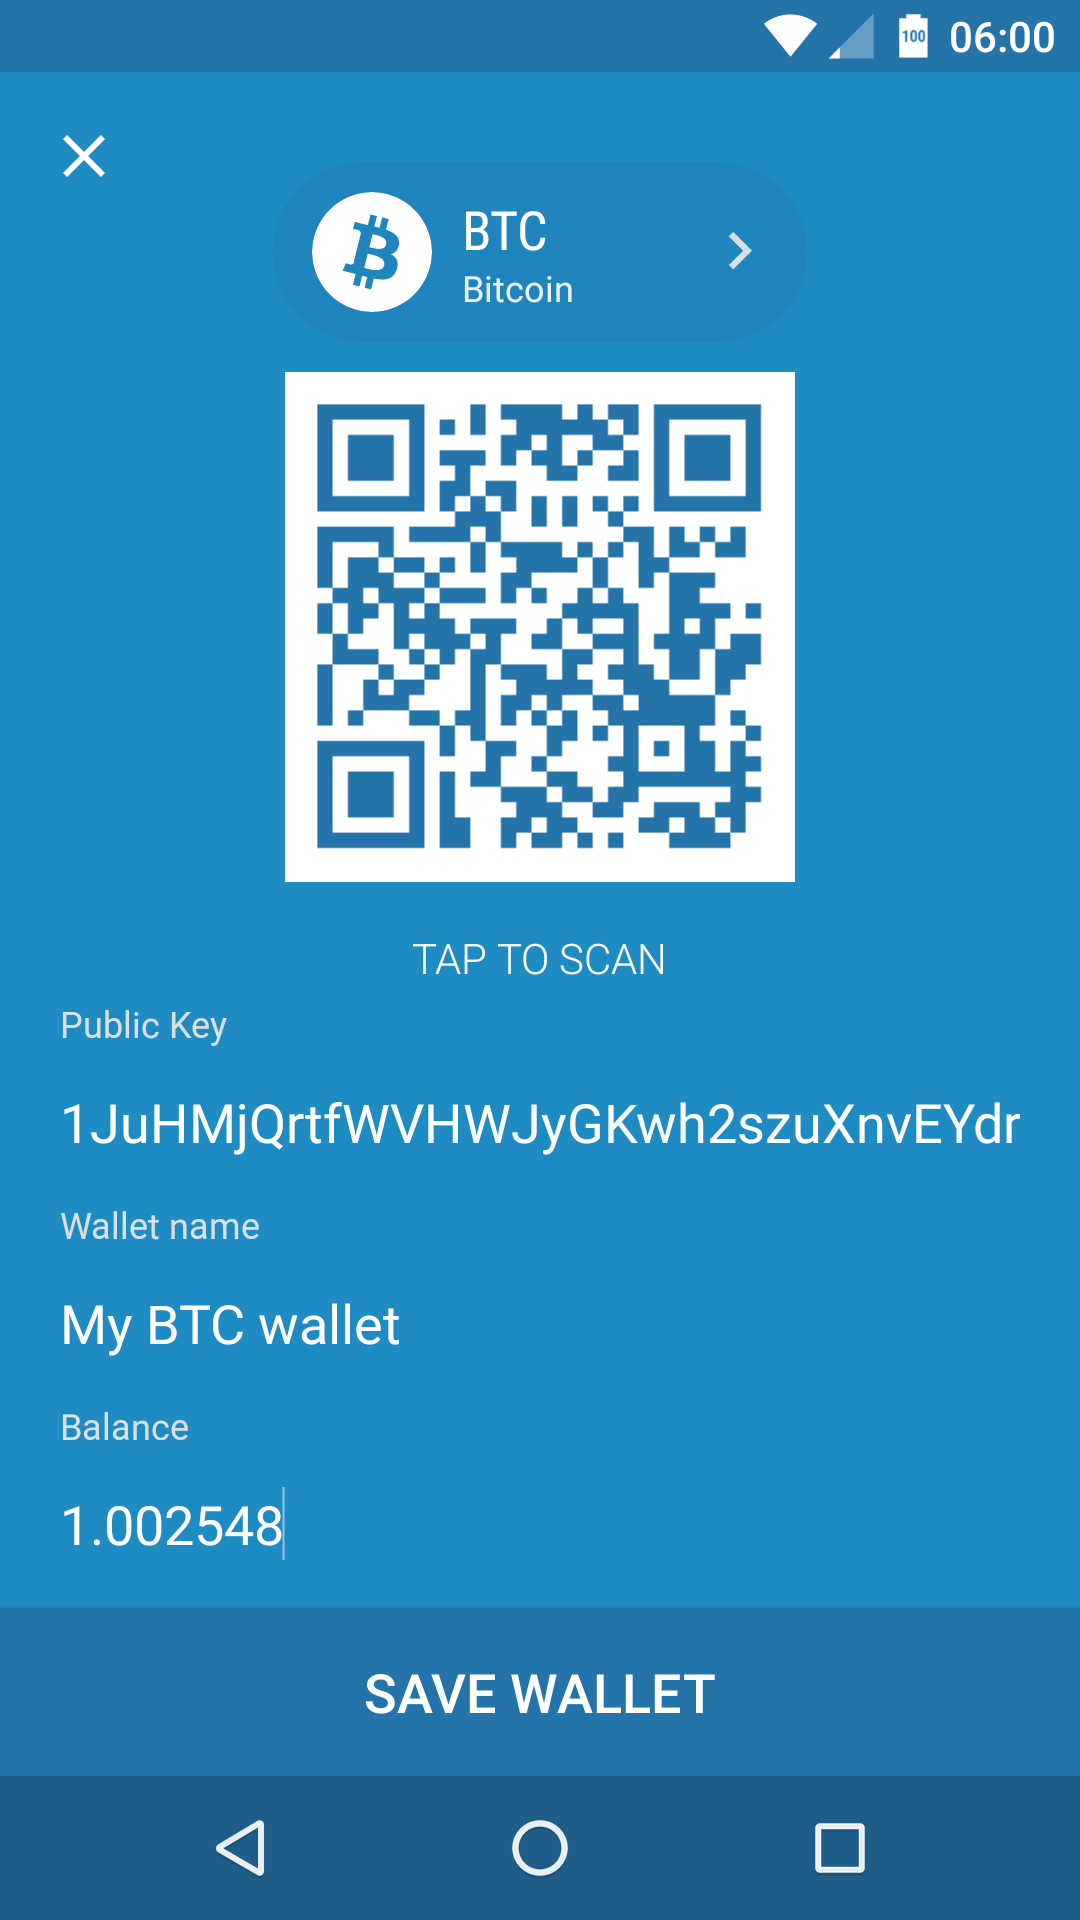 100 06:00
BTC
Bitcoin
TAP TO SCAN
Public Key
1JuHMjQrtfWVHWJyGKwh2szuXnvEYdr
Wallet name
My BTC wallet
Balance
1.002548
SAVE WALLET